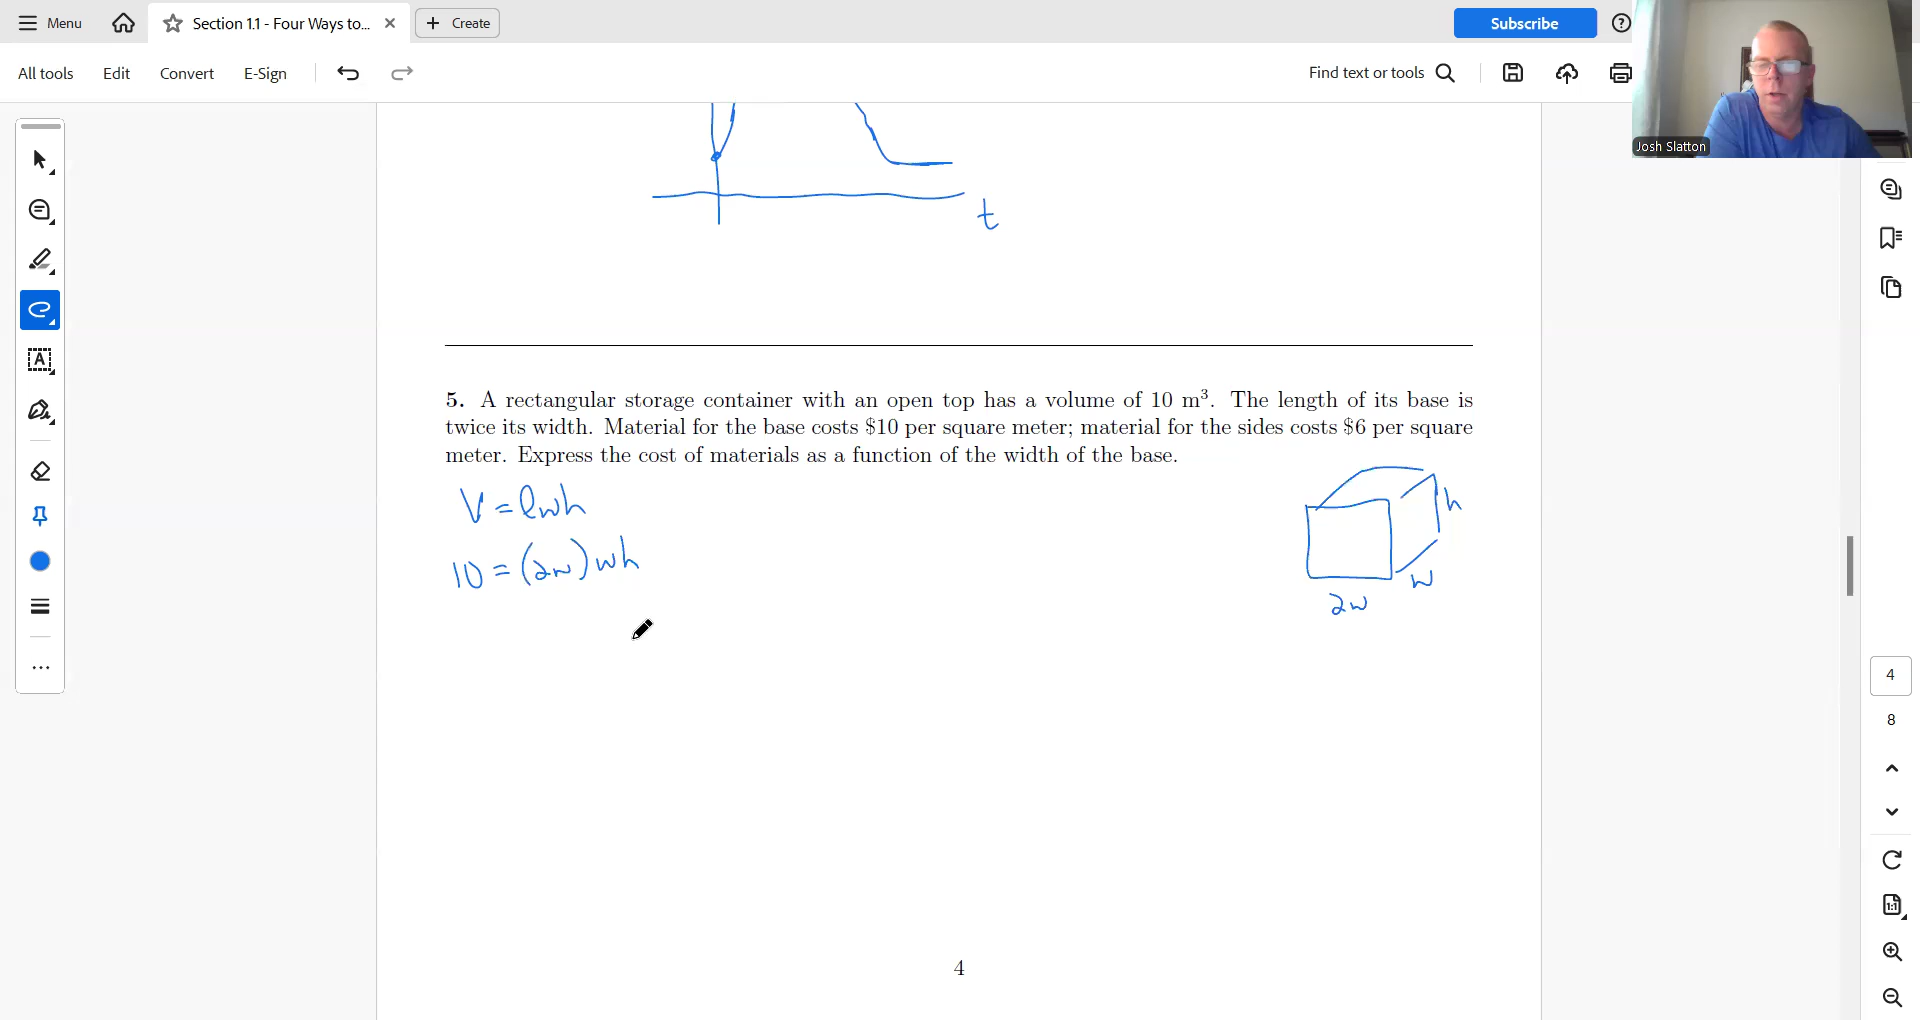 Menu
Section 1.1 - Four Ways to...
Create
Subscribe
All tools
Edit
Convert
E-Sign
Find text or tools
Josh Slatton
t
5. A rectangular storage container with an open top has a volume of 10 m³. The length of its base is
twice its width. Material for the base costs $10 per square meter; material for the sides costs $6 per square
meter. Express the cost of materials as a function of the width of the base.
V = lwh
10 = (2w)wh
h
w
2w
4
4
8